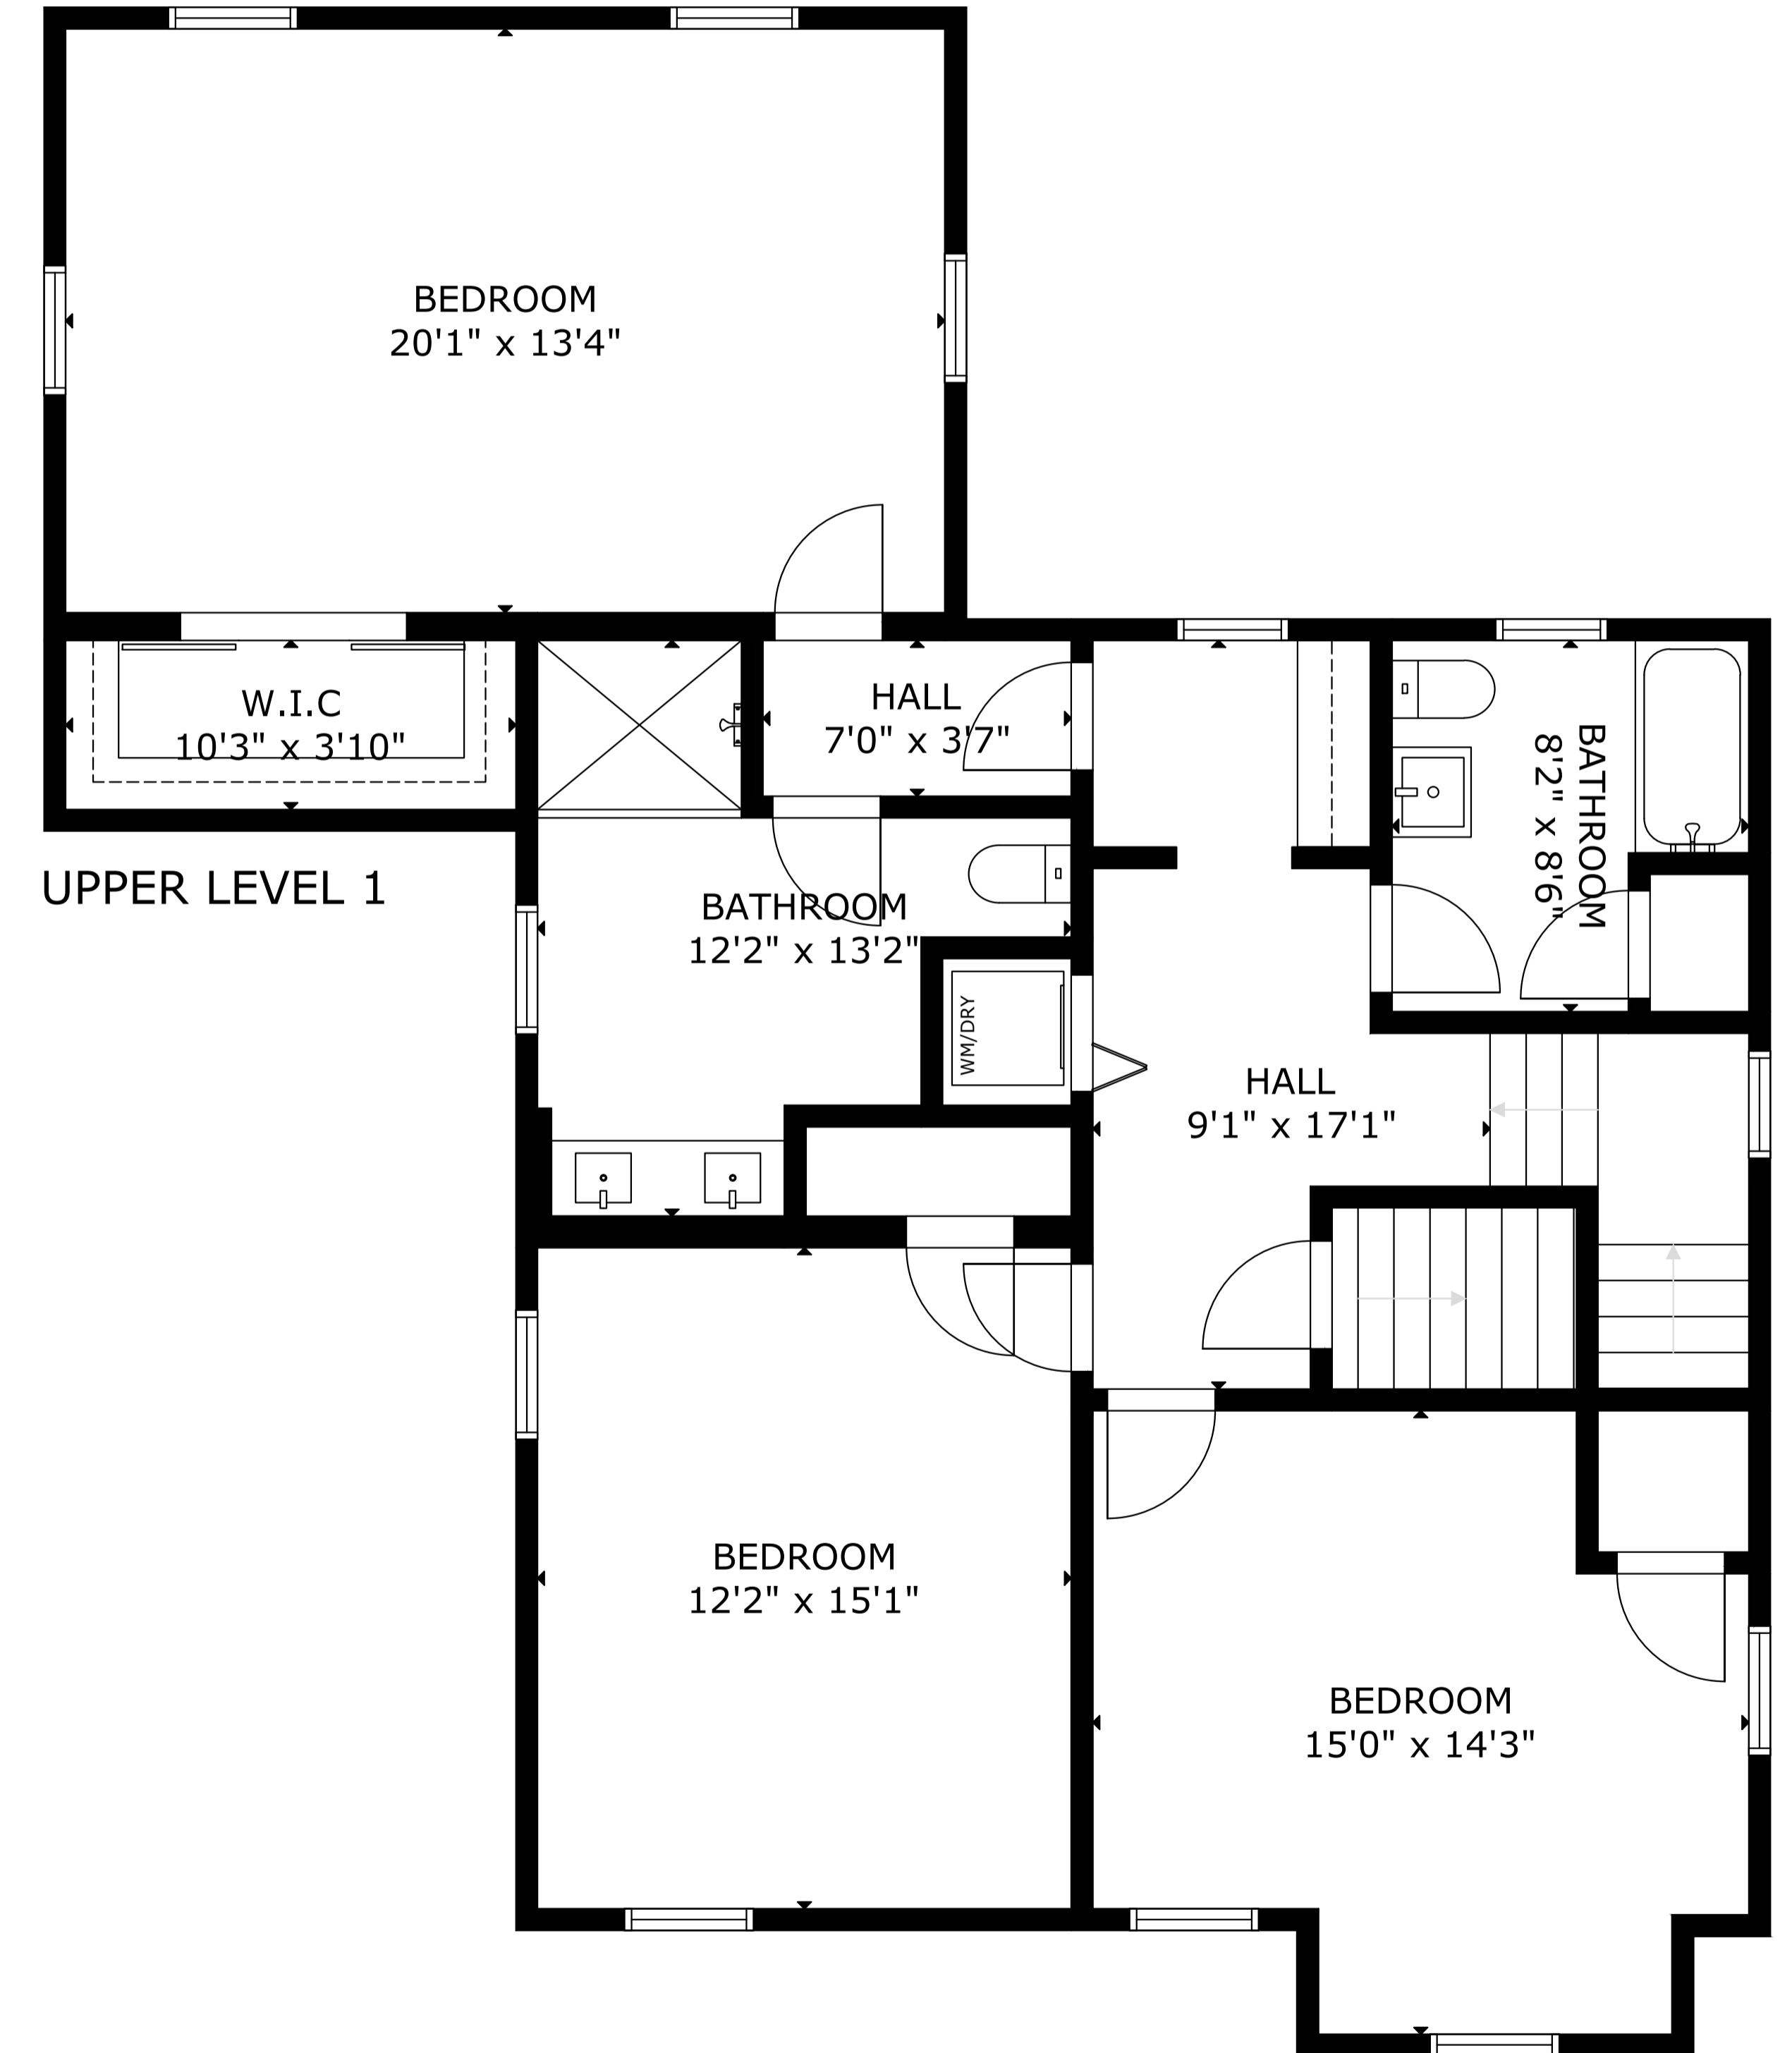 BEDROOM
20'1" x 13'4"
W.I.C
10'3" x 3'10"
HALL
7'0" x 3'7"
BATHROOM
8'2" x 8'6"
UPPER LEVEL 1
BATHROOM
12'2" x 13'2"
WM/DRY
HALL
9'1" x 17'1"
BEDROOM
12'2" x 15'1"
BEDROOM
15'0" x 14'3"